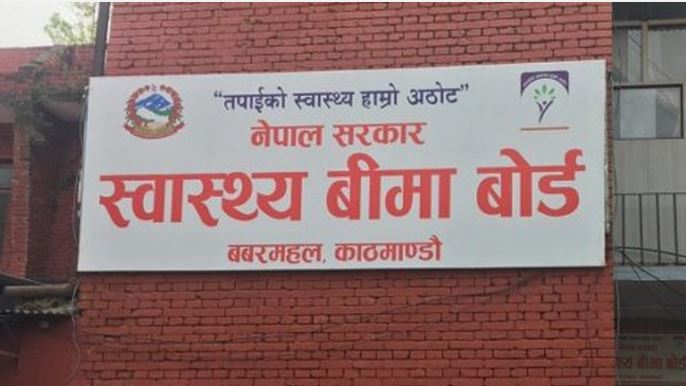 “तपाईको स्वास्थ्य हाम्रो अठोट”
नेपाल सरकार
स्वास्थ्य बीमा बोर्ड
बबरमहल, काठमाण्डौ
स्वास्थ्य बीमा बोर्ड